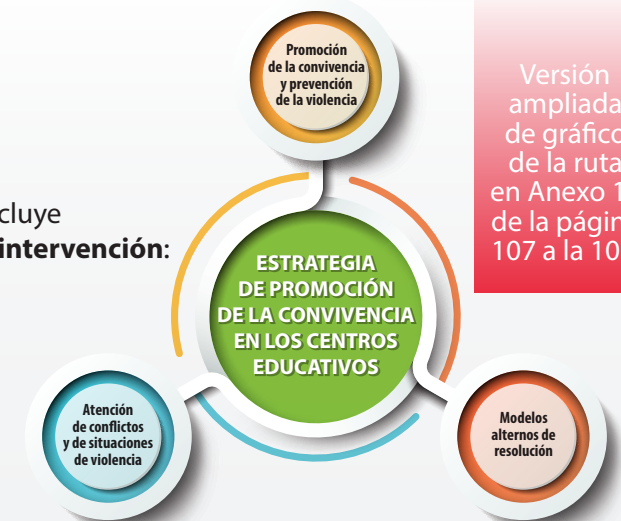 Promoción
de la convivencia
y prevención
de la violencia
Versión
ampliada
de gráfico
de la ruta
en Anexo 1
de la págin
107 a la 10
cluye
intervención:
ESTRATEGIA
DE PROMOCIÓN
DE LA CONVIVENCIA
EN LOS CENTROS
EDUCATIVOS
Atención
de conflictos
y de situaciones
de violencia
Modelos
alternos de
resolución